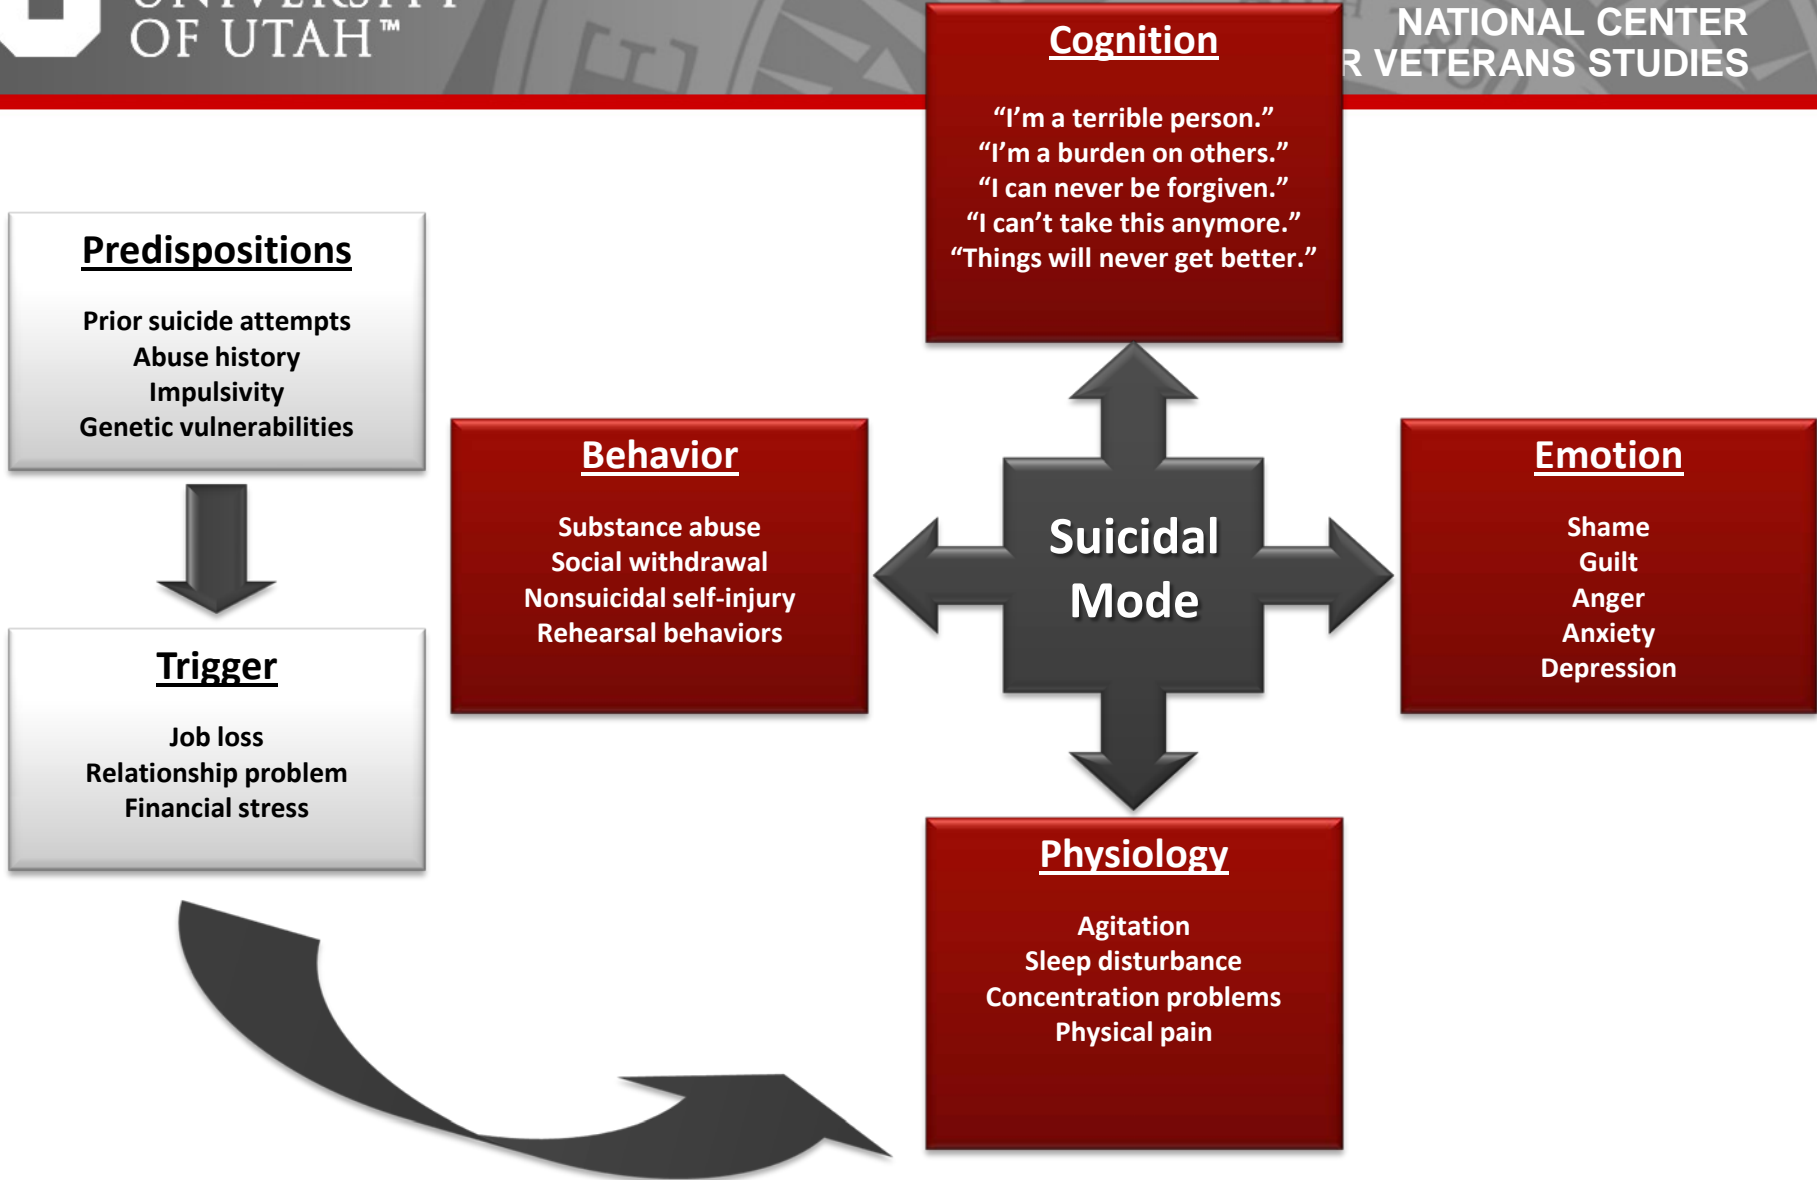 UNIVERSITY
OF UTAH™
NATIONAL CENTER
R VETERANS STUDIES
Cognition
“I’m a terrible person.”
“I’m a burden on others.”
“I can never be forgiven.”
“I can’t take this anymore.”
“Things will never get better.”
Predispositions
Prior suicide attempts
Abuse history
Impulsivity
Genetic vulnerabilities
Behavior
Substance abuse
Social withdrawal
Nonsuicidal self-injury
Rehearsal behaviors
Suicidal
Mode
Emotion
Shame
Guilt
Anger
Anxiety
Depression
Trigger
Job loss
Relationship problem
Financial stress
Physiology
Agitation
Sleep disturbance
Concentration problems
Physical pain